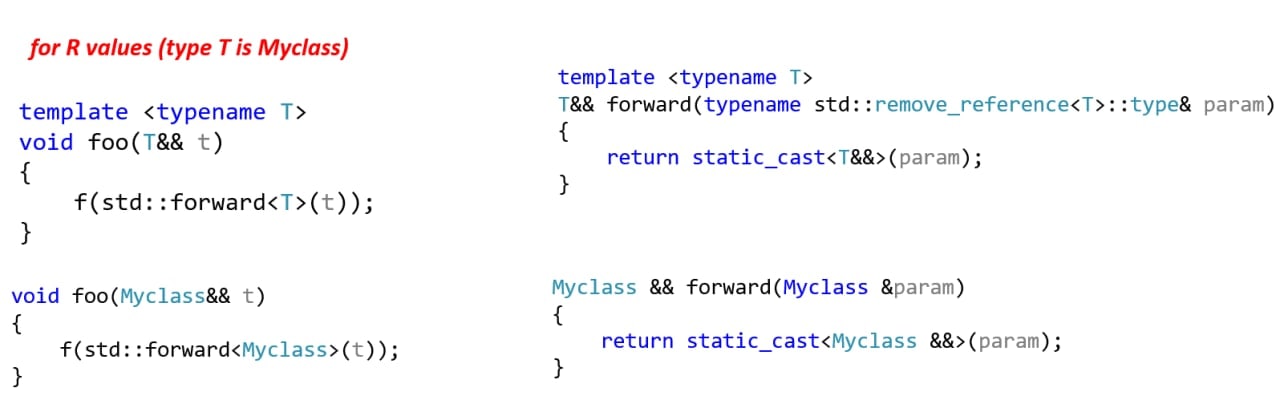 for R values (type T is Myclass)
template <typename T>
void foo(T&& t)
{
    f(std::forward<T>(t));
}
template <typename T>
T&& forward(typename std::remove_reference<T>::type& param)
{
    return static_cast<T&&>(param);
}
void foo(Myclass&& t)
{
    f(std::forward<Myclass>(t));
}
Myclass && forward(Myclass &param)
{
    return static_cast<Myclass &&>(param);
}